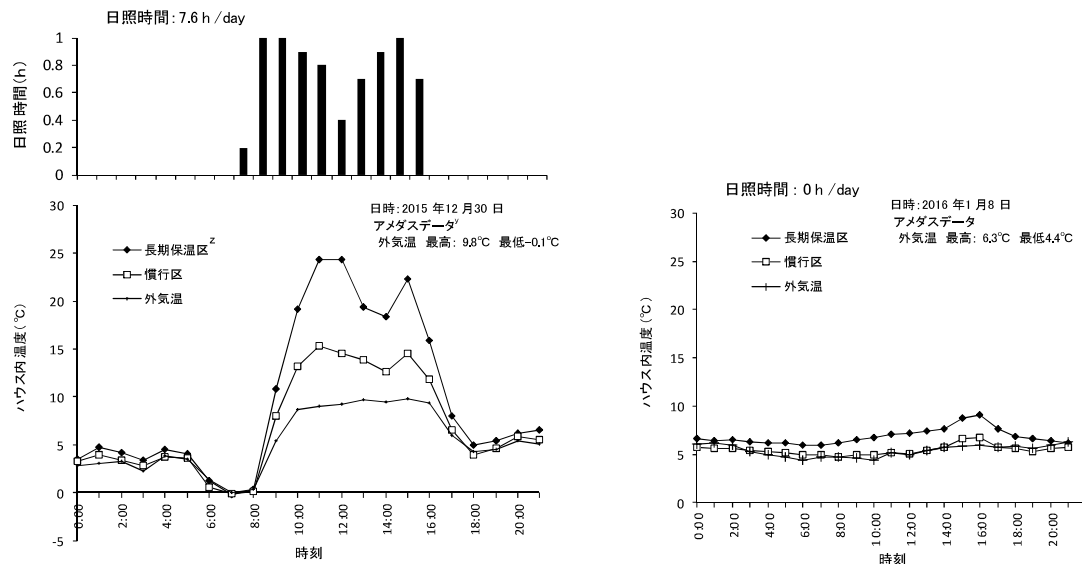 日照時間: 7.6 h /day
日照時間(h)
1
0.8
0.6
0.4
0.2
0
日時: 2015 年12 月30 日
アメダスデータy
外気温 最高: 9.8℃ 最低-0.1℃
長期保温区z
慣行区
外気温
ハウス内温度(℃)
30
25
20
15
10
5
0
-5
0:00
2:00
4:00
6:00
8:00
10:00
12:00
14:00
16:00
18:00
20:00
時刻
日照時間 : 0 h /day
日時: 2016 年1 月8 日
アメダスデータ
外気温 最高: 6.3℃ 最低4.4℃
長期保温区
慣行区
外気温
ハウス内温度(℃)
30
25
20
15
10
5
0
0:00
2:00
4:00
6:00
8:00
10:00
12:00
14:00
16:00
18:00
20:00
時刻